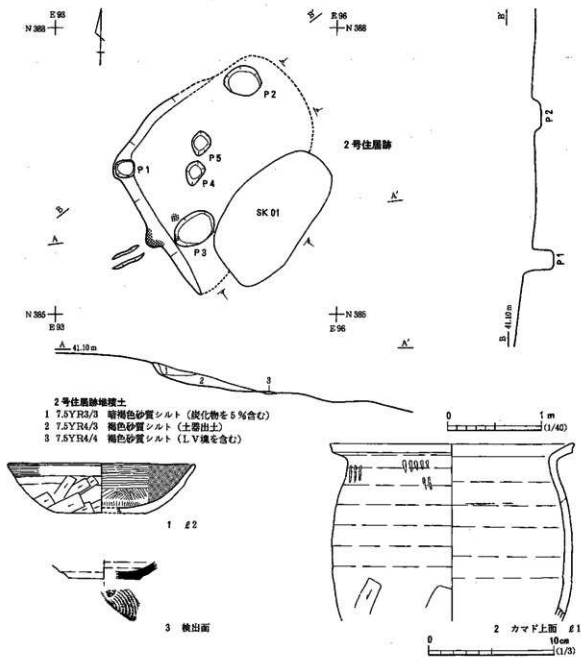 E93
N388
E96
N388
B'
B'
P2
A'
2号住居跡
P5
P1
P4
SK01
A'
B
A
P3
P2
P1
N385
E93
N385
E96
B 41.10m
A 41.10m
A'
1
2
3
2号住居跡堆積土
1 7.5YR3/3 暗褐色砂質シルト（炭化物を5%含む）
2 7.5YR4/3 褐色砂質シルト（土器出土）
3 7.5YR4/4 褐色砂質シルト（LV塊を含む）
0 1m
(1/40)
1 ℓ2
3 検出面
2 カマド上面 ℓ1
0 10cm
(1/3)